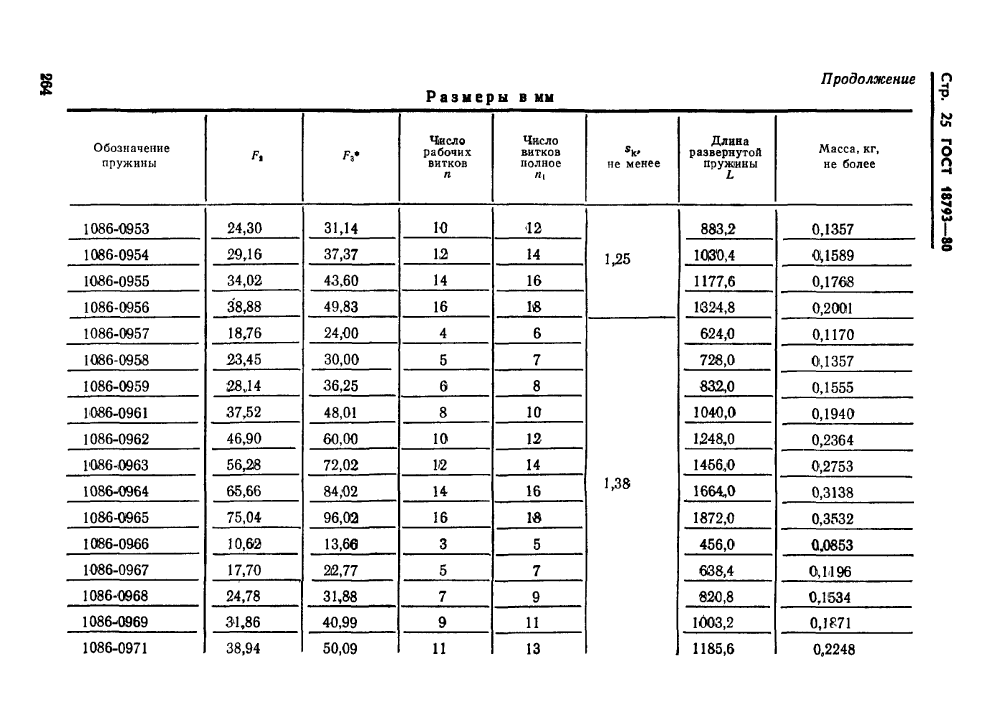 264
Стр. 25 ГОСТ 18793—80
Продолжение
Размеры в мм
Обозначение пружины | F₂ | F₃* | Число рабочих витков n | Число витков полное n₁ | sₖ, не менее | Длина развернутой пружины L | Масса, кг, не более
1086-0953 | 24,30 | 31,14 | 10 | 12 | 1,25 | 883,2 | 0,1357
1086-0954 | 29,16 | 37,37 | 12 | 14 | | 1030,4 | 0,1589
1086-0955 | 34,02 | 43,60 | 14 | 16 | | 1177,6 | 0,1768
1086-0956 | 38,88 | 49,83 | 16 | 18 | | 1324,8 | 0,2001
1086-0957 | 18,76 | 24,00 | 4 | 6 | 1,38 | 624,0 | 0,1170
1086-0958 | 23,45 | 30,00 | 5 | 7 | | 728,0 | 0,1357
1086-0959 | 28,14 | 36,25 | 6 | 8 | | 832,0 | 0,1555
1086-0961 | 37,52 | 48,01 | 8 | 10 | | 1040,0 | 0,1940
1086-0962 | 46,90 | 60,00 | 10 | 12 | | 1248,0 | 0,2364
1086-0963 | 56,28 | 72,02 | 12 | 14 | | 1456,0 | 0,2753
1086-0964 | 65,66 | 84,02 | 14 | 16 | | 1664,0 | 0,3138
1086-0965 | 75,04 | 96,02 | 16 | 18 | | 1872,0 | 0,3532
1086-0966 | 10,62 | 13,66 | 3 | 5 | | 456,0 | 0,0853
1086-0967 | 17,70 | 22,77 | 5 | 7 | | 638,4 | 0,1196
1086-0968 | 24,78 | 31,88 | 7 | 9 | | 820,8 | 0,1534
1086-0969 | 31,86 | 40,99 | 9 | 11 | | 1003,2 | 0,1871
1086-0971 | 38,94 | 50,09 | 11 | 13 | | 1185,6 | 0,2248